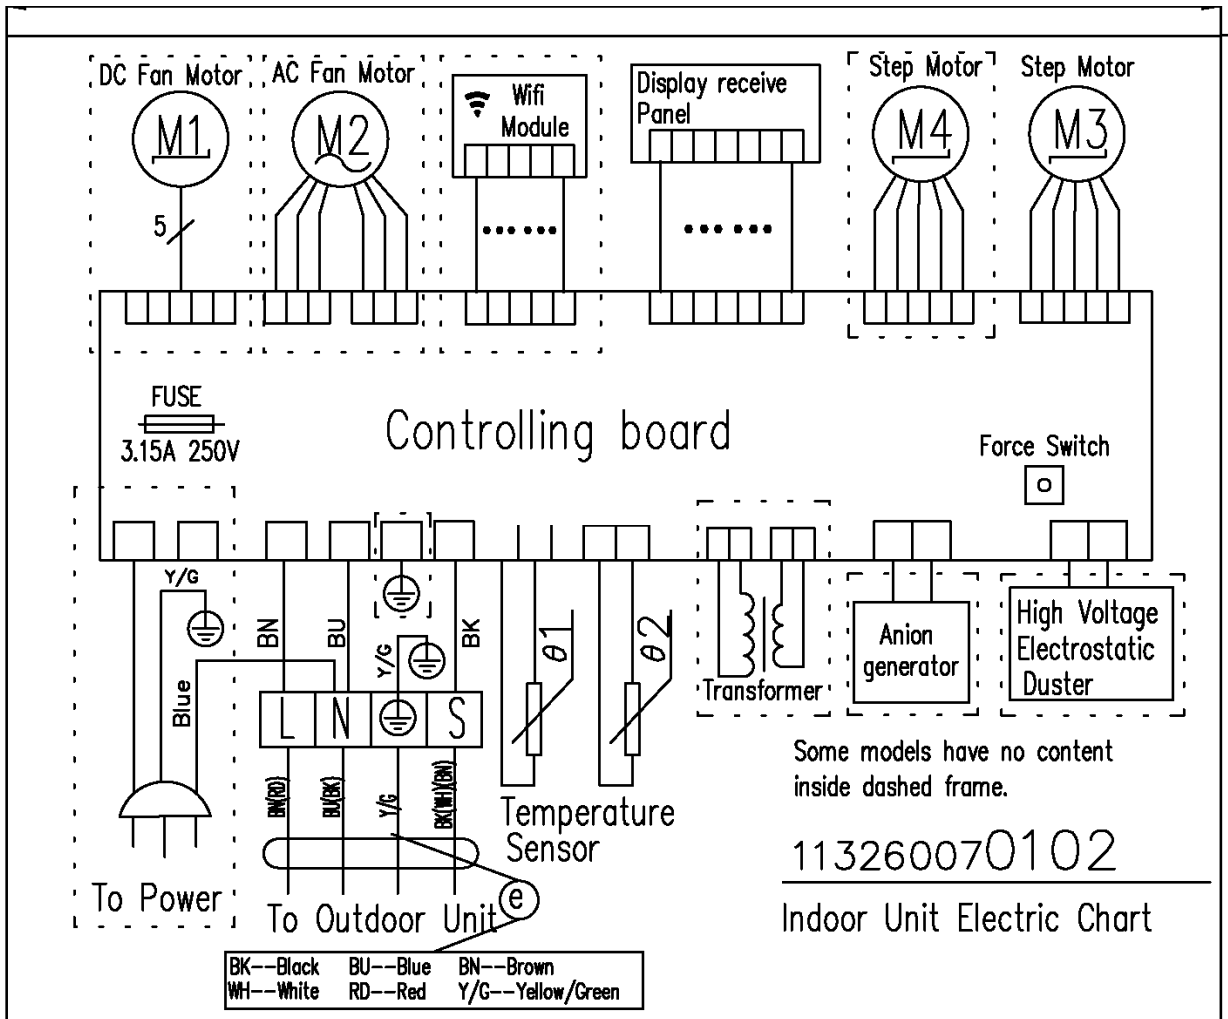 DC Fan Motor
AC Fan Motor
Wifi
Module
Display receive
Panel
Step Motor
Step Motor
M1
M2
M4
M3
5
FUSE
3.15A 250V
Controlling board
Force Switch
Y/G
BN
BU
Y/G
BK
Blue
L N S
θ1
θ2
Transformer
Anion
generator
High Voltage
Electrostatic
Duster
BN(RD)
BU(BK)
Y/G
BK(WH)(BN)
Temperature
Sensor
Some models have no content
inside dashed frame.
To Power
To Outdoor Unit
e
113260070102
Indoor Unit Electric Chart
BK--Black BU--Blue BN--Brown
WH--White RD--Red Y/G--Yellow/Green